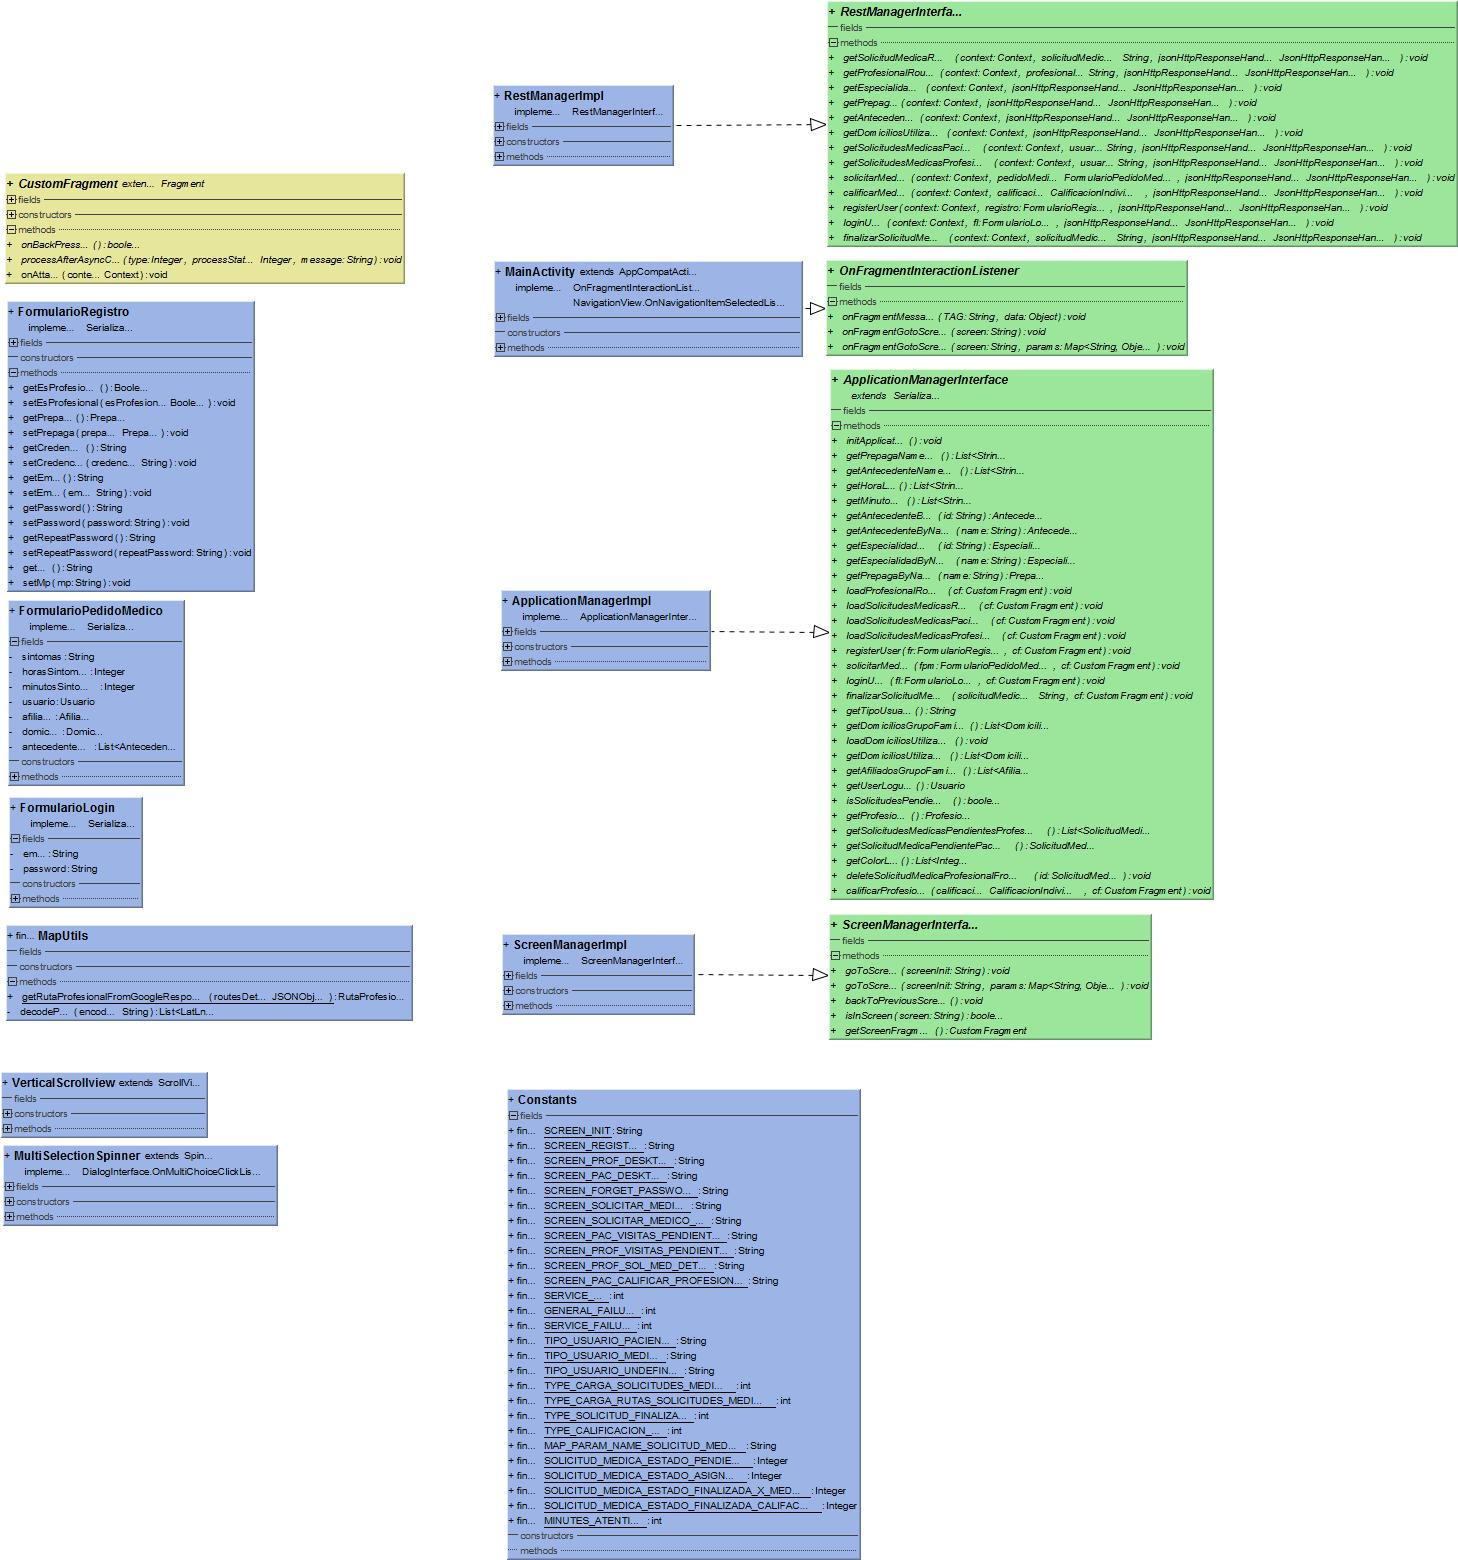 + CustomFragment exten... Fragment
fields
constructors
methods
+ onBackPress... () : boole...
+ processAfterAsyncC... (type:Integer, processStat... Integer, message:String) : void
+ onAtta... (conte... Context) : void
+ FormularioRegistro
impleme... Serializa...
fields
constructors
methods
+ getEsProfesio... () : Boole...
+ setEsProfesional (esProfesion... Boole... ) : void
+ getPrepa... () : Prepa...
+ setPrepaga (prepa... Prepa... ) : void
+ getCreden... () : String
+ setCredenc... (credenc... String) : void
+ getEm... () : String
+ setEm... (em... String) : void
+ getPassword () : String
+ setPassword (password:String) : void
+ getRepeatPassword () : String
+ setRepeatPassword (repeatPassword:String) : void
+ get... () : String
+ setMp (mp:String) : void
+ FormularioPedidoMedico
impleme... Serializa...
fields
- sintomas : String
- horasSintom... : Integer
- minutosSinto... : Integer
- usuario : Usuario
- afilia... : Afilia...
- domic... : Domic...
- antecedente... : List<Anteceden...
constructors
methods
+ FormularioLogin
impleme... Serializa...
fields
- em... : String
- password : String
constructors
methods
+ fin... MapUtils
fields
constructors
methods
+ getRutaProfesionalFromGoogleRespo... (routesDet... JSONObj... ) : RutaProfesio...
- decodeP... (encod... String) : List<LatLn...
+ VerticalScrollview extends ScrollVi...
fields
constructors
methods
+ MultiSelectionSpinner extends Spin...
impleme... DialogInterface.OnMultiChoiceClickLis...
fields
constructors
methods
+ RestManagerImpl
impleme... RestManagerInterf...
fields
constructors
methods
+ MainActivity extends AppCompatActi...
impleme... OnFragmentInteractionList...
NavigationView.OnNavigationItemSelectedLis...
fields
constructors
methods
+ ApplicationManagerImpl
impleme... ApplicationManagerInter...
fields
constructors
methods
+ ScreenManagerImpl
impleme... ScreenManagerInterf...
fields
constructors
methods
+ Constants
fields
+ fin... SCREEN_INIT : String
+ fin... SCREEN_REGIST... : String
+ fin... SCREEN_PROF_DESKT... : String
+ fin... SCREEN_PAC_DESKT... : String
+ fin... SCREEN_FORGET_PASSWO... : String
+ fin... SCREEN_SOLICITAR_MEDI... : String
+ fin... SCREEN_SOLICITAR_MEDICO_... : String
+ fin... SCREEN_PAC_VISITAS_PENDIENT... : String
+ fin... SCREEN_PROF_VISITAS_PENDIENT... : String
+ fin... SCREEN_PROF_SOL_MED_DET... : String
+ fin... SCREEN_PAC_CALIFICAR_PROFESION... : String
+ fin... SERVICE_... : int
+ fin... GENERAL_FAILU... : int
+ fin... SERVICE_FAILU... : int
+ fin... TIPO_USUARIO_PACIEN... : String
+ fin... TIPO_USUARIO_MEDI... : String
+ fin... TIPO_USUARIO_UNDEFIN... : String
+ fin... TYPE_CARGA_SOLICITUDES_MEDI... : int
+ fin... TYPE_CARGA_RUTAS_SOLICITUDES_MEDI... : int
+ fin... TYPE_SOLICITUD_FINALIZA... : int
+ fin... TYPE_CALIFICACION_... : int
+ fin... MAP_PARAM_NAME_SOLICITUD_MED... : String
+ fin... SOLICITUD_MEDICA_ESTADO_PENDIE... : Integer
+ fin... SOLICITUD_MEDICA_ESTADO_ASIGN... : Integer
+ fin... SOLICITUD_MEDICA_ESTADO_FINALIZADA_X_MED... : Integer
+ fin... SOLICITUD_MEDICA_ESTADO_FINALIZADA_CALIFAC... : Integer
+ fin... MINUTES_ATENTI... : int
constructors
methods
+ RestManagerInterfa...
fields
methods
+ getSolicitudMedicaR... (context:Context, solicitudMedic... String, jsonHttpResponseHand... JsonHttpResponseHan... ) : void
+ getProfesionalRou... (context:Context, profesional... String, jsonHttpResponseHand... JsonHttpResponseHan... ) : void
+ getEspecialida... (context:Context, jsonHttpResponseHand... JsonHttpResponseHan... ) : void
+ getPrepag... (context:Context, jsonHttpResponseHand... JsonHttpResponseHan... ) : void
+ getAnteceden... (context:Context, jsonHttpResponseHand... JsonHttpResponseHan... ) : void
+ getDomiciliosUtiliza... (context:Context, jsonHttpResponseHand... JsonHttpResponseHan... ) : void
+ getSolicitudesMedicasPaci... (context:Context, usuar... String, jsonHttpResponseHand... JsonHttpResponseHan... ) : void
+ getSolicitudesMedicasProfesi... (context:Context, usuar... String, jsonHttpResponseHand... JsonHttpResponseHan... ) : void
+ solicitarMed... (context:Context, pedidoMedi... FormularioPedidoMed... , jsonHttpResponseHand... JsonHttpResponseHan... ) : void
+ calificarMed... (context:Context, calificaci... CalificacionIndivi... , jsonHttpResponseHand... JsonHttpResponseHan... ) : void
+ registerUser (context:Context, registro:FormularioRegis... , jsonHttpResponseHand... JsonHttpResponseHan... ) : void
+ loginU... (context:Context, fl:FormularioLo... , jsonHttpResponseHand... JsonHttpResponseHan... ) : void
+ finalizarSolicitudMe... (context:Context, solicitudMedic... String, jsonHttpResponseHand... JsonHttpResponseHan... ) : void
+ OnFragmentInteractionListener
fields
methods
+ onFragmentMessa... (TAG:String, data:Object) : void
+ onFragmentGotoScre... (screen:String) : void
+ onFragmentGotoScre... (screen:String, params:Map<String, Obje... ) : void
+ ApplicationManagerInterface
extends Serializa...
fields
methods
+ initApplicat... () : void
+ getPrepagaName... () : List<Strin...
+ getAntecedenteName... () : List<Strin...
+ getHoraL... () : List<Strin...
+ getMinuto... () : List<Strin...
+ getAntecedenteB... (id:String) : Antecede...
+ getAntecedenteByNa... (name:String) : Antecede...
+ getEspecialidad... (id:String) : Especiali...
+ getEspecialidadByN... (name:String) : Especiali...
+ getPrepagaByNa... (name:String) : Prepa...
+ loadProfesionalRo... (cf:CustomFragment) : void
+ loadSolicitudesMedicasR... (cf:CustomFragment) : void
+ loadSolicitudesMedicasPaci... (cf:CustomFragment) : void
+ loadSolicitudesMedicasProfesi... (cf:CustomFragment) : void
+ registerUser (fr:FormularioRegis... , cf:CustomFragment) : void
+ solicitarMed... (fpm:FormularioPedidoMed... , cf:CustomFragment) : void
+ loginU... (fl:FormularioLo... , cf:CustomFragment) : void
+ finalizarSolicitudMe... (solicitudMedic... String, cf:CustomFragment) : void
+ getTipoUsua... () : String
+ getDomiciliosGrupoFami... () : List<Domicili...
+ loadDomiciliosUtiliza... () : void
+ getDomiciliosUtiliza... () : List<Domicili...
+ getAfiliadosGrupoFami... () : List<Afilia...
+ getUserLogu... () : Usuario
+ isSolicitudesPendie... () : boole...
+ getProfesio... () : Profesio...
+ getSolicitudesMedicasPendientesProfes... () : List<SolicitudMedi...
+ getSolicitudMedicaPendientePac... () : SolicitudMed...
+ getColorL... () : List<Integ...
+ deleteSolicitudMedicaProfesionalFro... (id:SolicitudMed... ) : void
+ calificarProfesio... (calificaci... CalificacionIndivi... , cf:CustomFragment) : void
+ ScreenManagerInterfa...
fields
methods
+ goToScre... (screenInit:String) : void
+ goToScre... (screenInit:String, params:Map<String, Obje... ) : void
+ backToPreviousScre... () : void
+ isInScreen (screen:String) : boole...
+ getScreenFragm... () : CustomFragment